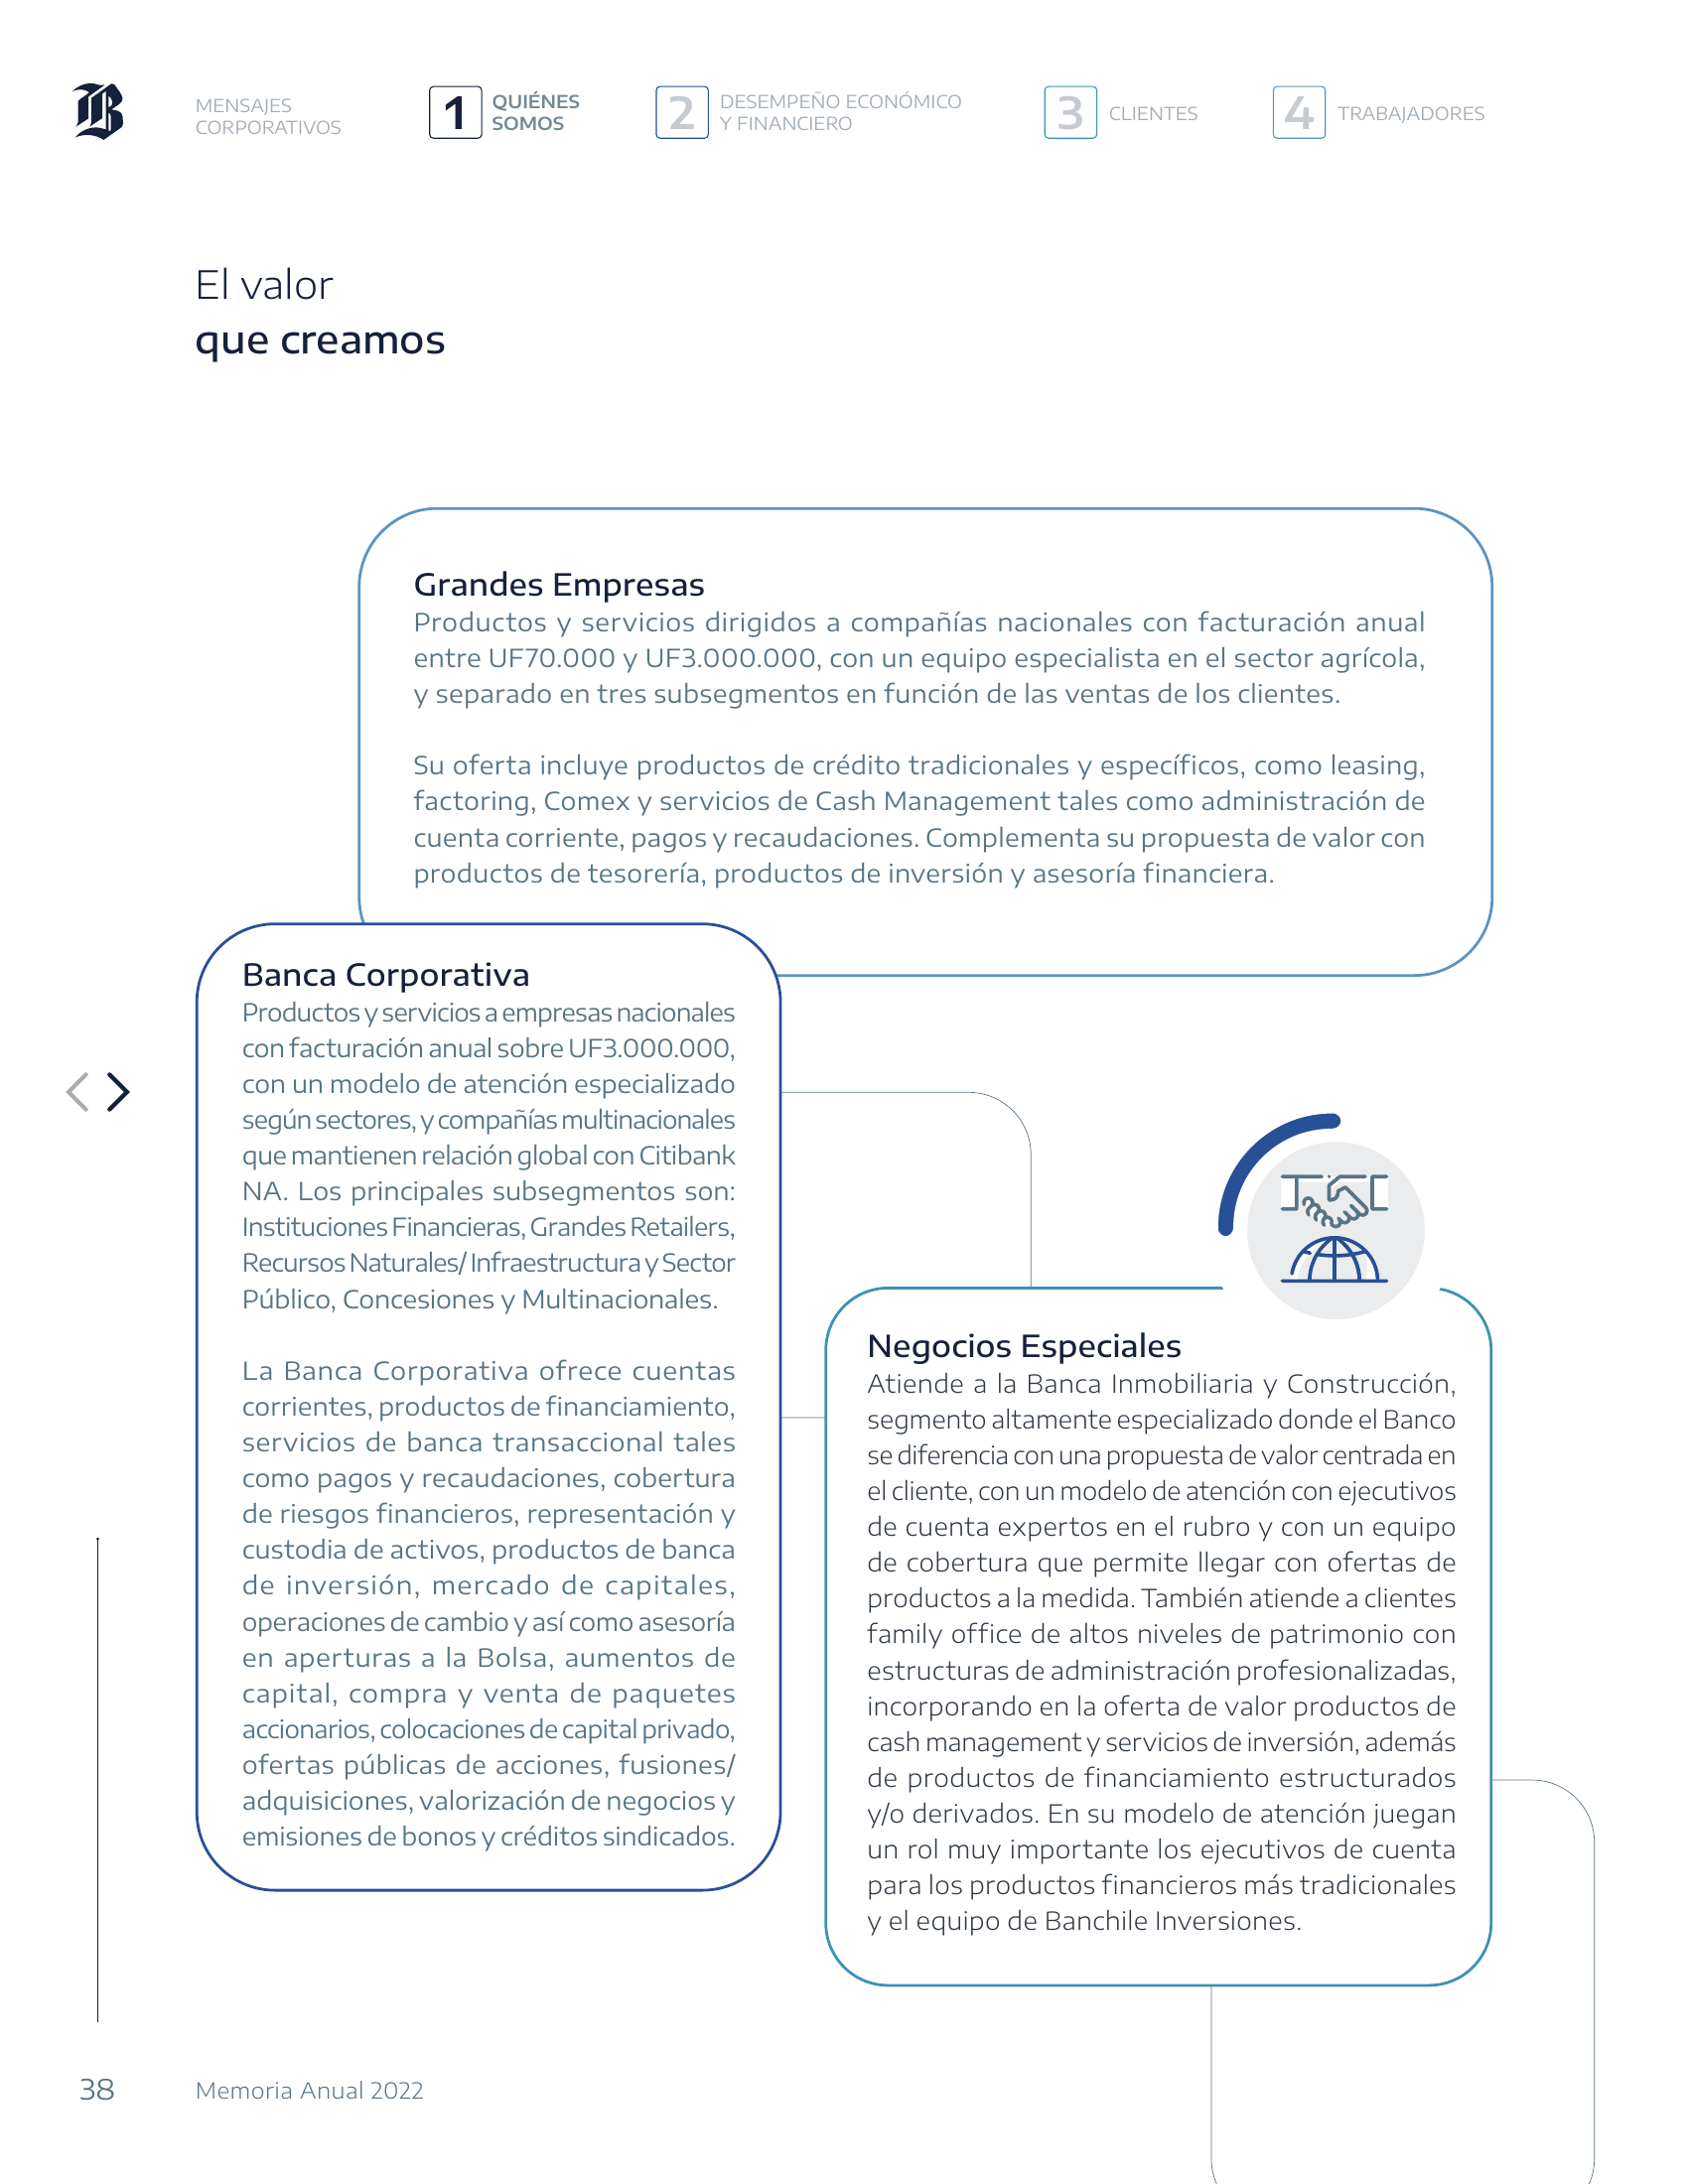 B
MENSAJES
CORPORATIVOS
1
QUIÉNES
SOMOS
2
DESEMPEÑO ECONÓMICO
Y FINANCIERO
3
CLIENTES
4
TRABAJADORES
El valor
que creamos
Grandes Empresas
Productos y servicios dirigidos a compañías nacionales con facturación anual
entre UF70.000 y UF3.000.000, con un equipo especialista en el sector agrícola,
y separado en tres subsegmentos en función de las ventas de los clientes.
Su oferta incluye productos de crédito tradicionales y específicos, como leasing,
factoring, Comex y servicios de Cash Management tales como administración de
cuenta corriente, pagos y recaudaciones. Complementa su propuesta de valor con
productos de tesorería, productos de inversión y asesoría financiera.
Banca Corporativa
Productos y servicios a empresas nacionales
con facturación anual sobre UF3.000.000,
con un modelo de atención especializado
según sectores, y compañías multinacionales
que mantienen relación global con Citibank
NA. Los principales subsegmentos son:
Instituciones Financieras, Grandes Retailers,
Recursos Naturales/ Infraestructura y Sector
Público, Concesiones y Multinacionales.
La Banca Corporativa ofrece cuentas
corrientes, productos de financiamiento,
servicios de banca transaccional tales
como pagos y recaudaciones, cobertura
de riesgos financieros, representación y
custodia de activos, productos de banca
de inversión, mercado de capitales,
operaciones de cambio y así como asesoría
en aperturas a la Bolsa, aumentos de
capital, compra y venta de paquetes
accionarios, colocaciones de capital privado,
ofertas públicas de acciones, fusiones/
adquisiciones, valorización de negocios y
emisiones de bonos y créditos sindicados.
Negocios Especiales
Atiende a la Banca Inmobiliaria y Construcción,
segmento altamente especializado donde el Banco
se diferencia con una propuesta de valor centrada en
el cliente, con un modelo de atención con ejecutivos
de cuenta expertos en el rubro y con un equipo
de cobertura que permite llegar con ofertas de
productos a la medida. También atiende a clientes
family office de altos niveles de patrimonio con
estructuras de administración profesionalizadas,
incorporando en la oferta de valor productos de
cash management y servicios de inversión, además
de productos de financiamiento estructurados
y/o derivados. En su modelo de atención juegan
un rol muy importante los ejecutivos de cuenta
para los productos financieros más tradicionales
y el equipo de Banchile Inversiones.
38
Memoria Anual 2022